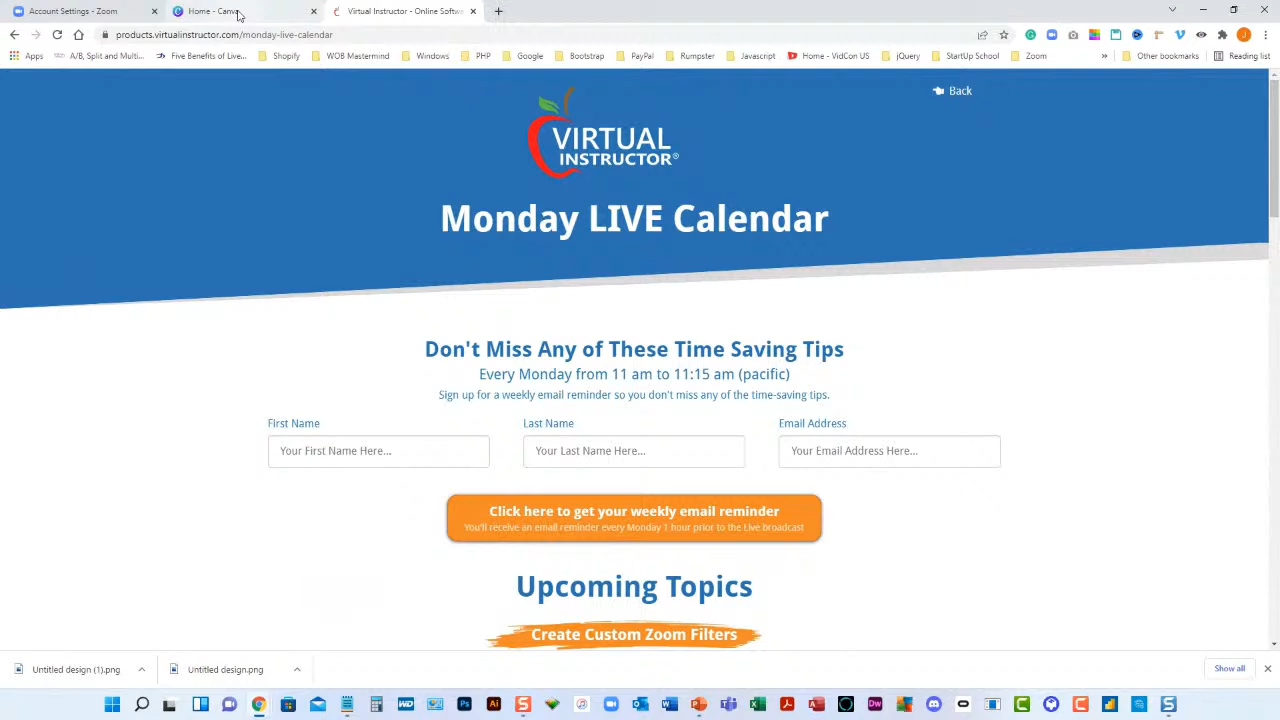 Account Settings - Zoom
Home - Canva
Virtual Instructor - Online Softwa
products.virtualinstructor.com/monday-live-calendar
Apps
A/B, Split and Multi...
Five Benefits of Live...
Shopify
WOB Mastermind
Windows
PHP
Google
Bootstrap
PayPal
Rumpster
Javascript
Home - VidCon US
jQuery
StartUp School
Zoom
Other bookmarks
Reading list
Back
VIRTUAL
INSTRUCTOR®
Monday LIVE Calendar
Don't Miss Any of These Time Saving Tips
Every Monday from 11 am to 11:15 am (pacific)
Sign up for a weekly email reminder so you don't miss any of the time-saving tips.
First Name
Last Name
Email Address
Your First Name Here...
Your Last Name Here...
Your Email Address Here...
Click here to get your weekly email reminder
You'll receive an email reminder every Monday 1 hour prior to the Live broadcast
Upcoming Topics
Create Custom Zoom Filters
Untitled design (1).png
Untitled design.png
Show all